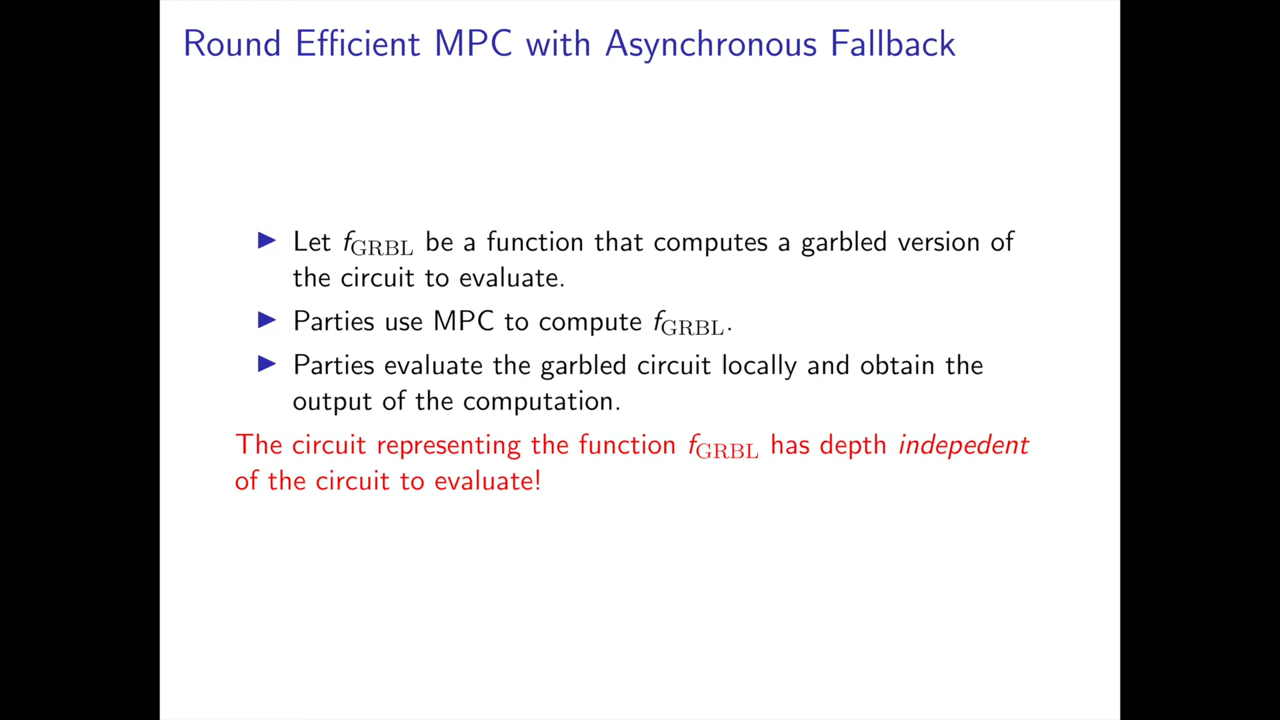 Round Efficient MPC with Asynchronous Fallback
▶ Let f_GRBL be a function that computes a garbled version of
the circuit to evaluate.
▶ Parties use MPC to compute f_GRBL.
▶ Parties evaluate the garbled circuit locally and obtain the
output of the computation.
The circuit representing the function f_GRBL has depth indepedent
of the circuit to evaluate!